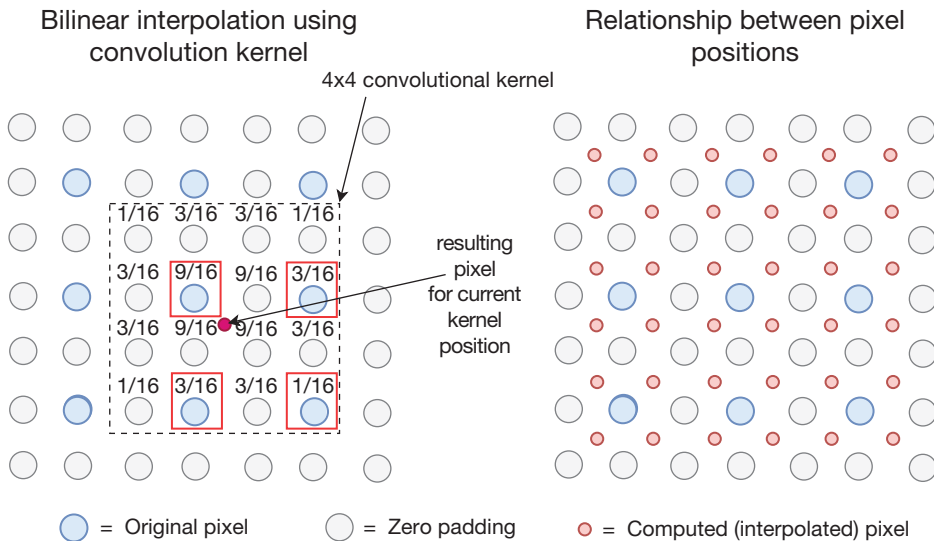 Bilinear interpolation using
convolution kernel
Relationship between pixel
positions
4x4 convolutional kernel
1/16 3/16 3/16 1/16
3/16 9/16 9/16 3/16
3/16 9/16 9/16 3/16
1/16 3/16 3/16 1/16
resulting
pixel
for current
kernel
position
= Original pixel
= Zero padding
= Computed (interpolated) pixel